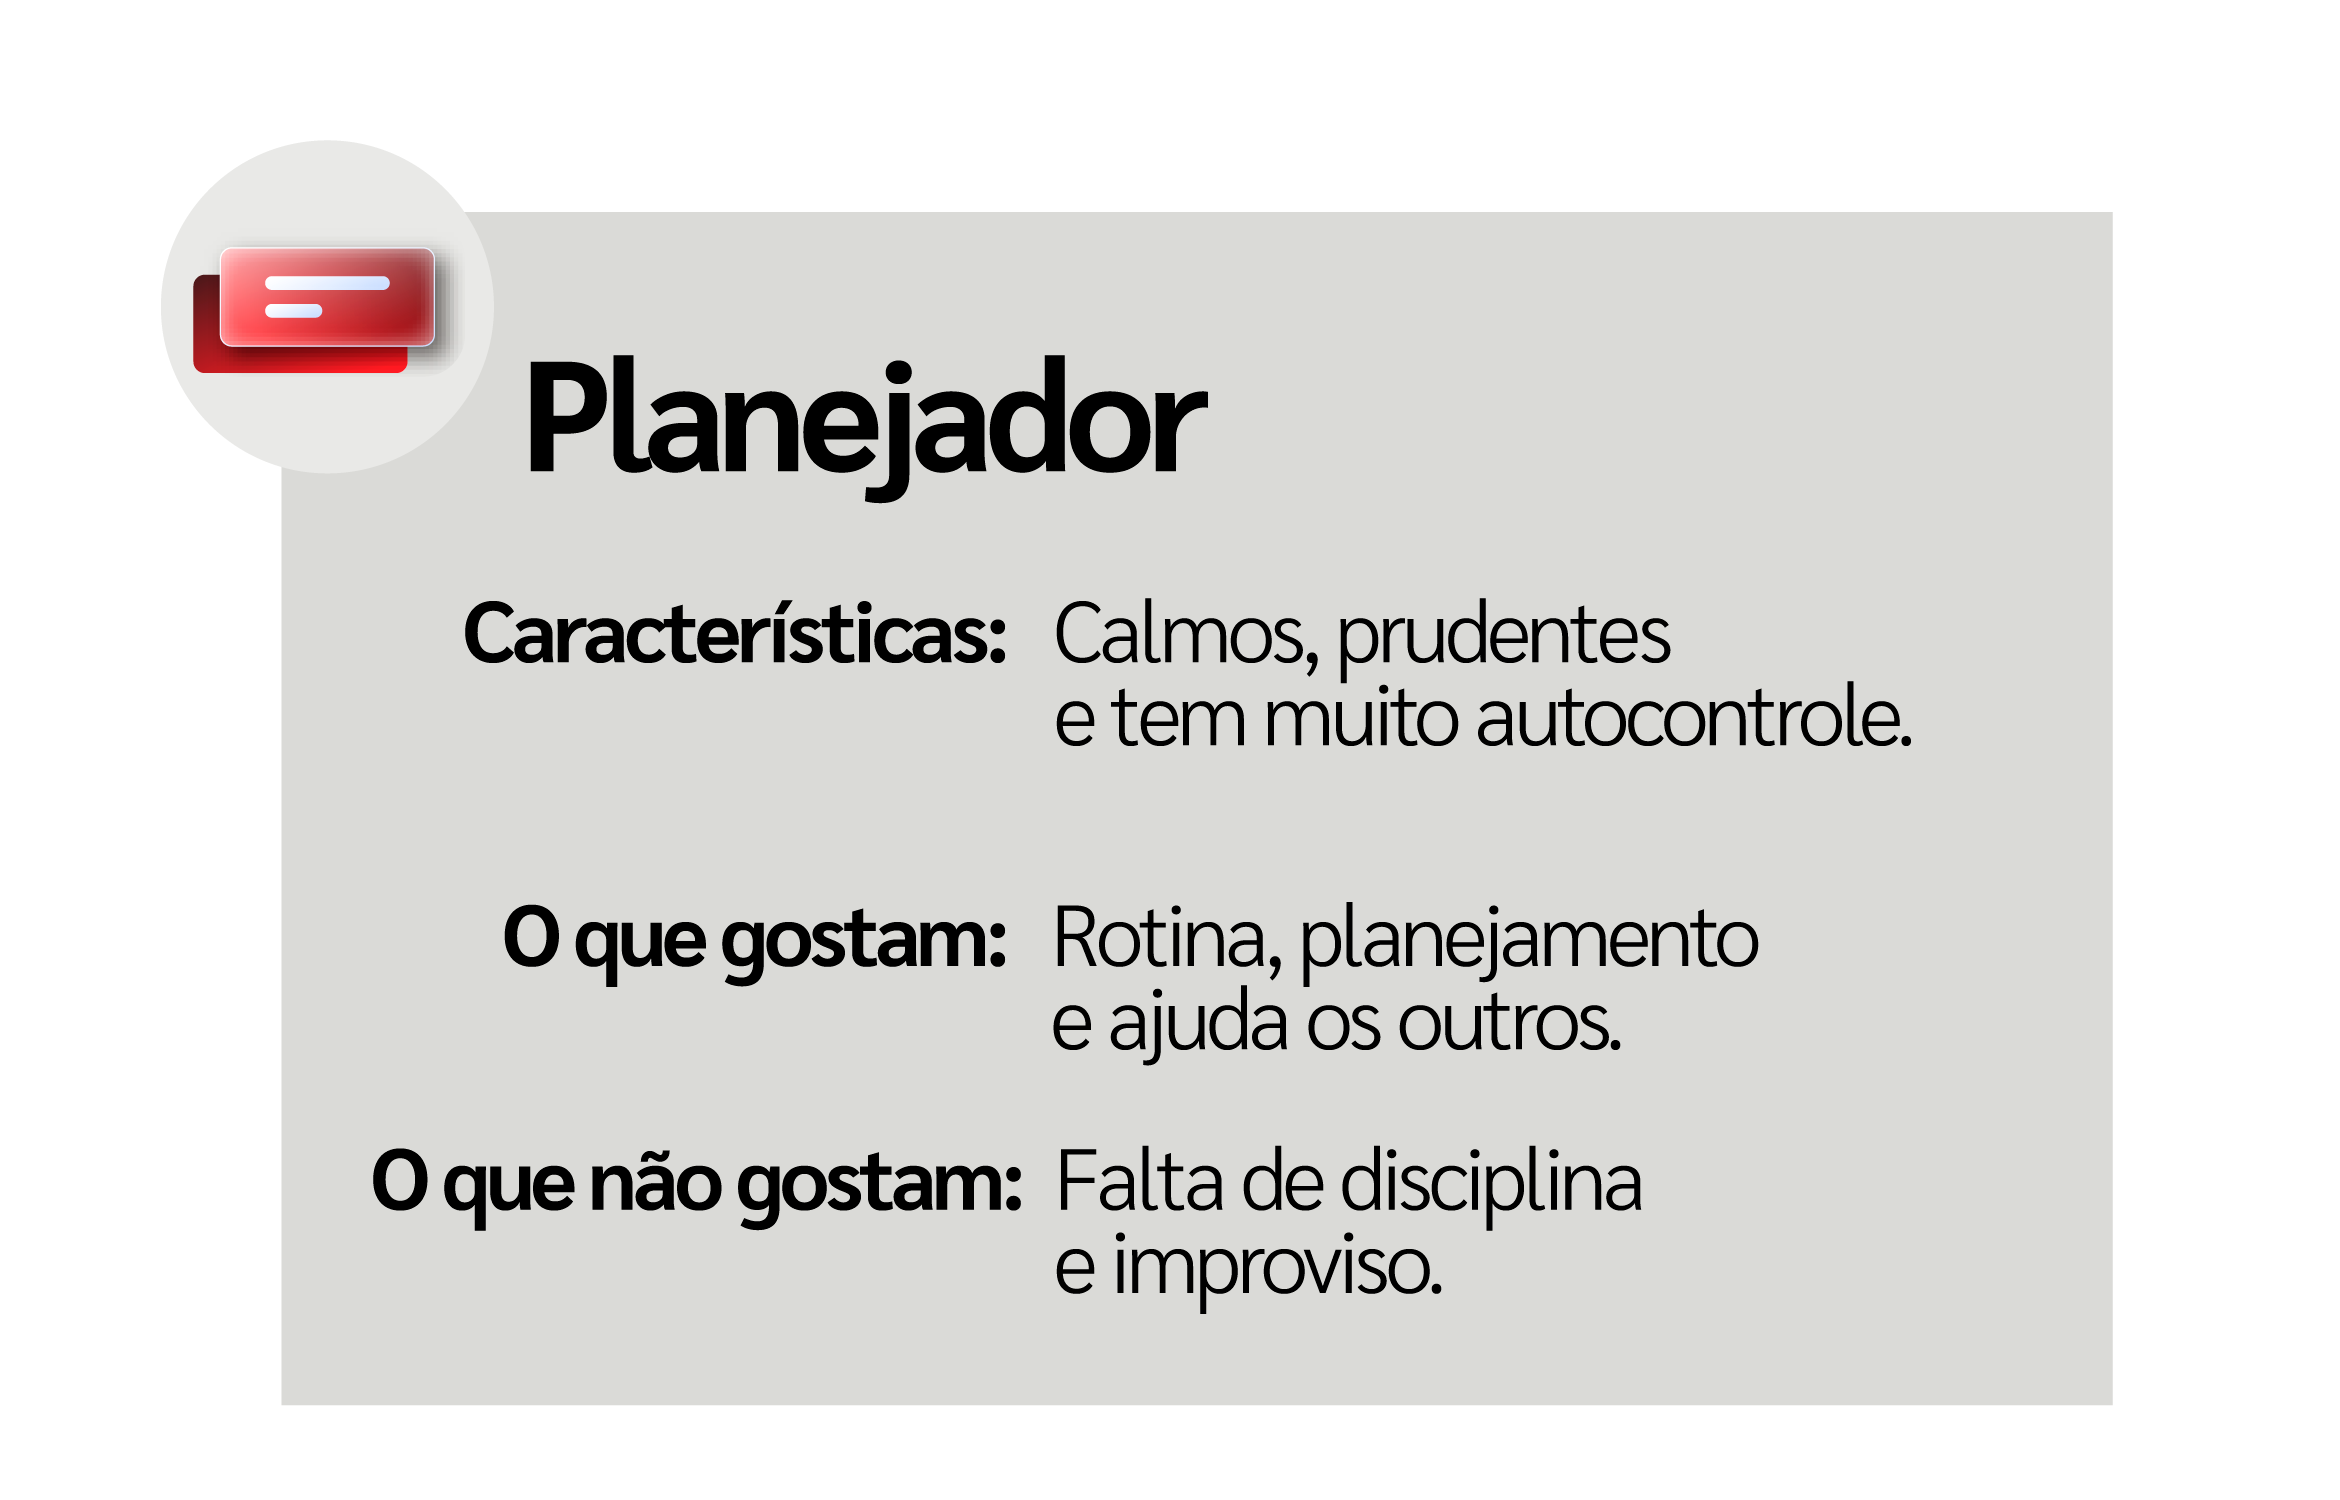 Planejador
Características: Calmos, prudentes
e tem muito autocontrole.
O que gostam: Rotina, planejamento
e ajuda os outros.
O que não gostam: Falta de disciplina
e improviso.